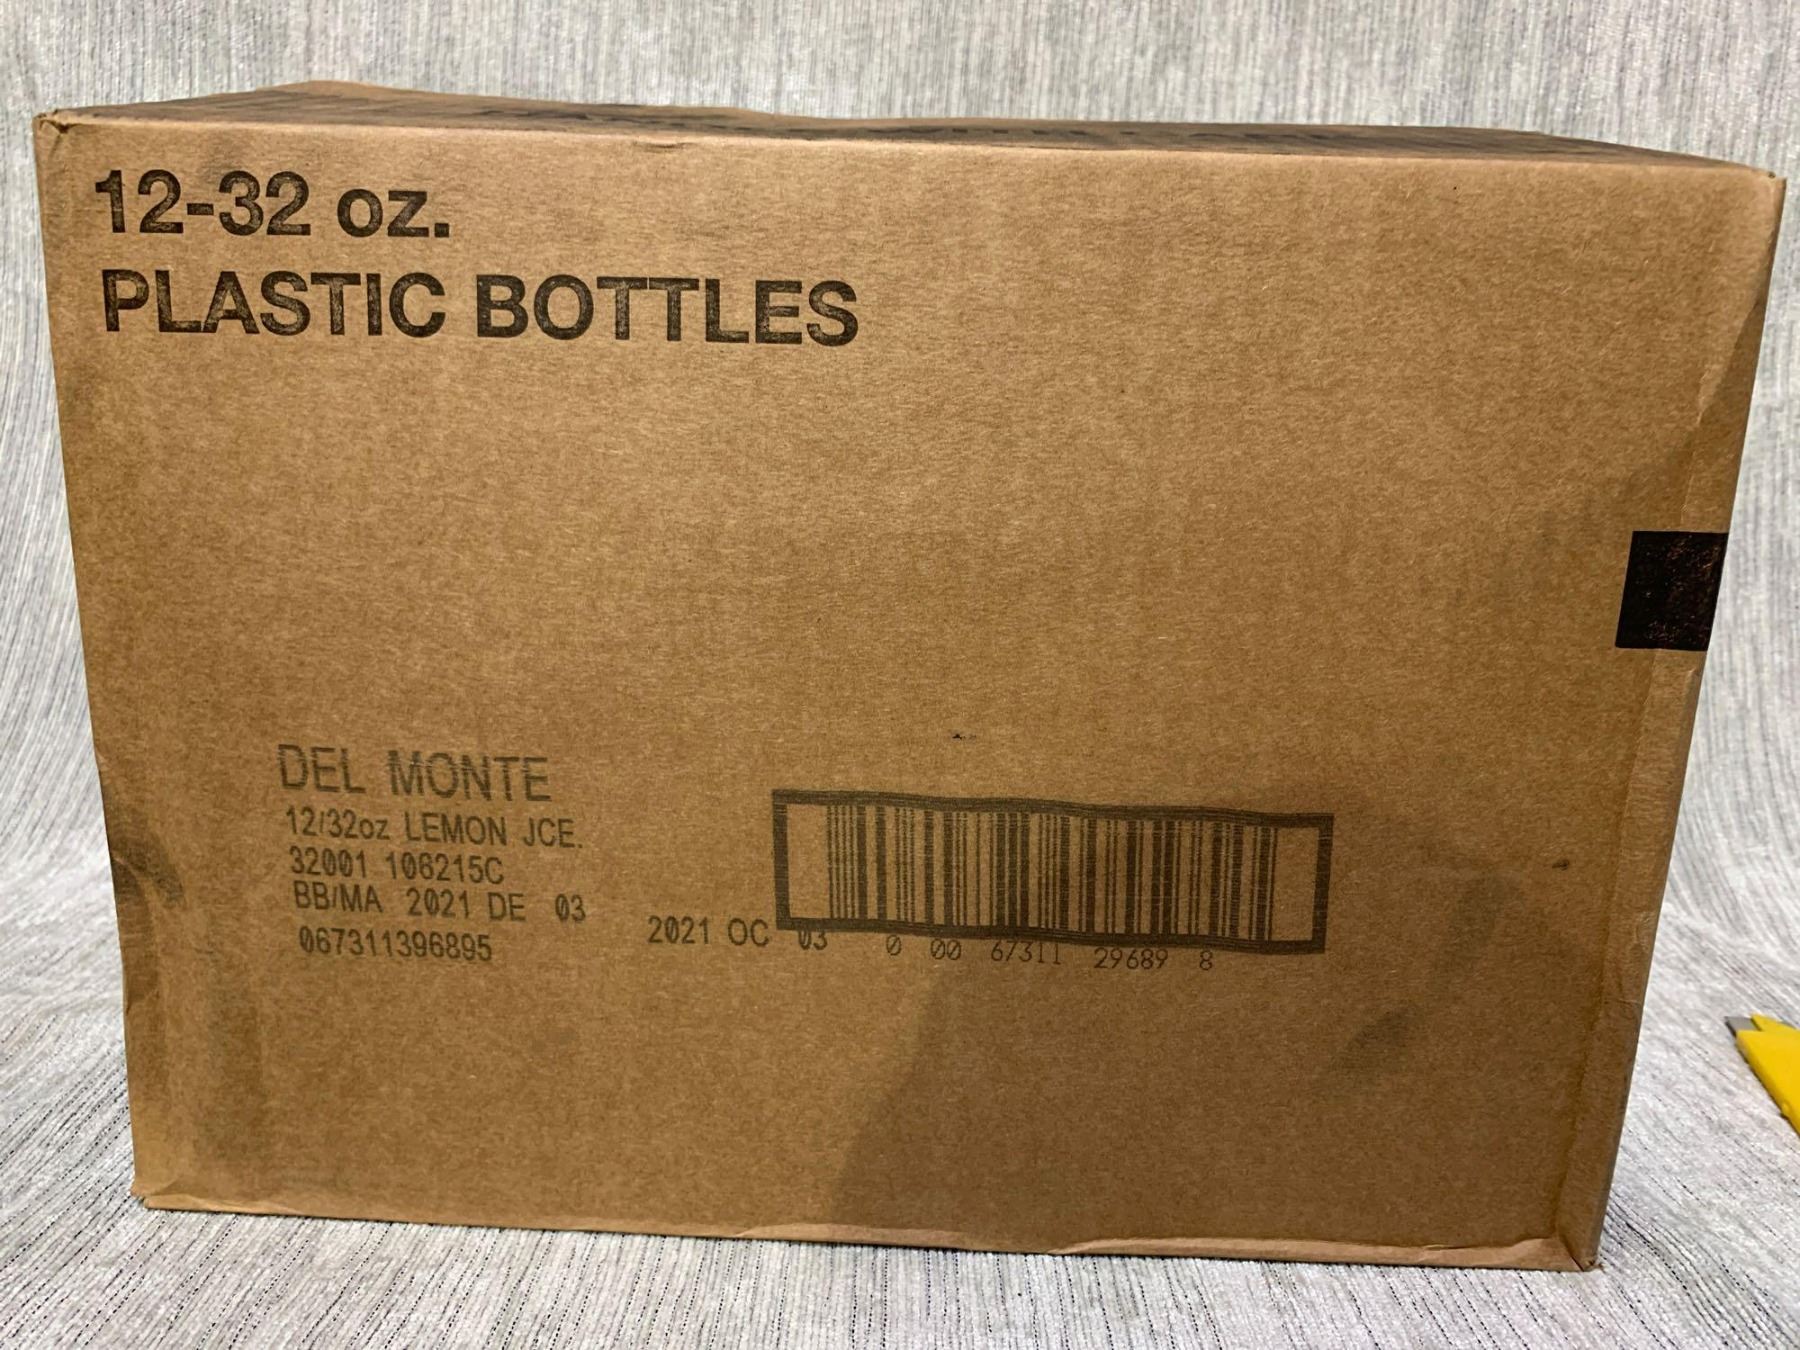 12-32 oz.
PLASTIC BOTTLES
DEL MONTE
12/32oz LEMON JCE.
32001 106215C
BB/MA 2021 DE 03
067311396895
2021 OC 03
0 00 67311 29689 8